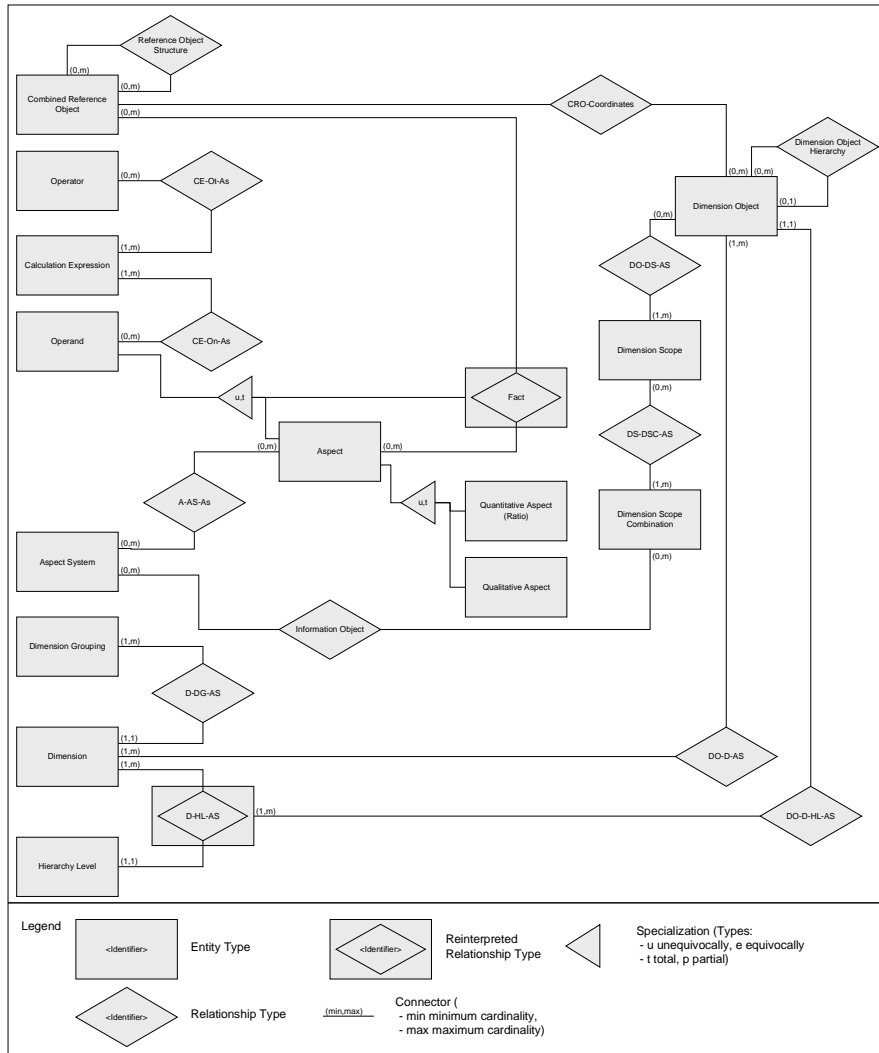 Reference Object
Structure
(0,m)
(0,m)
Combined Reference
Object
(0,m)
(0,m)
CRO-Coordinates
Dimension Object
Hierarchy
(0,m)
(0,m)
Operator
(0,m)
CE-Ot-As
Dimension Object
(0,1)
(0,m)
(1,1)
(1,m)
(1,m)
Calculation Expression
(1,m)
DO-DS-AS
(1,m)
Operand
(0,m)
CE-On-As
Dimension Scope
(0,m)
u,t
Fact
(0,m)
Aspect
(0,m)
DS-DSC-AS
A-AS-As
u,t
Quantitative Aspect
(Ratio)
(1,m)
Dimension Scope
Combination
(0,m)
Aspect System
(0,m)
(0,m)
Qualitative Aspect
Information Object
Dimension Grouping
(1,m)
D-DG-AS
(1,1)
Dimension
(1,m)
(1,m)
DO-D-AS
D-HL-AS
(1,m)
DO-D-HL-AS
Hierarchy Level
(1,1)
Legend
<Identifier>
Entity Type
<Identifier>
Reinterpreted
Relationship Type
Specialization (Types:
- u unequivocally, e equivocally
- t total, p partial)
<Identifier>
Relationship Type
(min,max)
Connector (
- min minimum cardinality,
- max maximum cardinality)